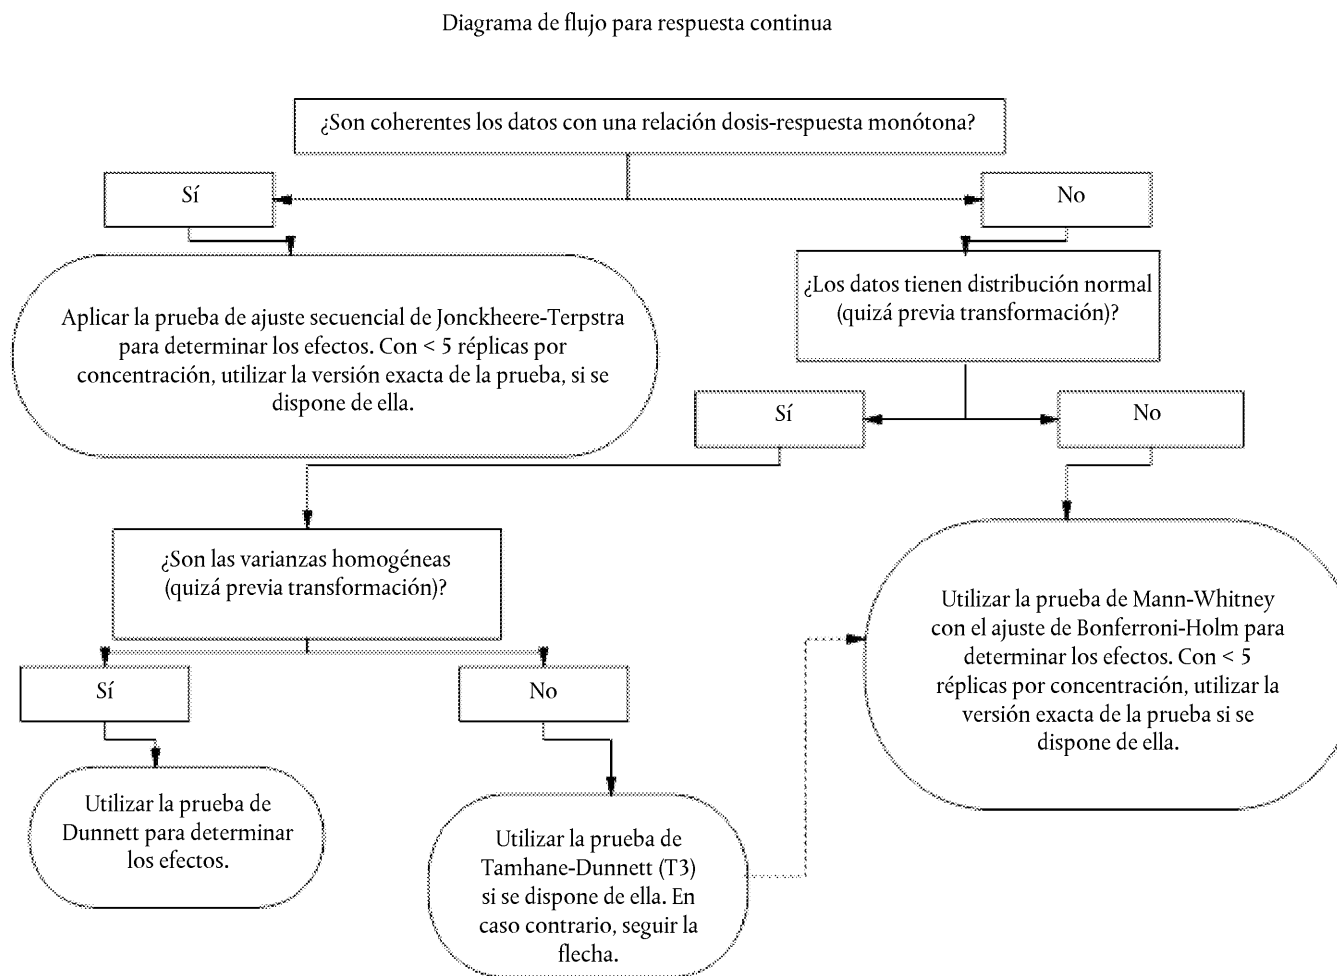 Diagrama de flujo para respuesta continua
¿Son coherentes los datos con una relación dosis-respuesta monótona?
Sí
No
Aplicar la prueba de ajuste secuencial de Jonckheere-Terpstra
para determinar los efectos. Con < 5 réplicas por
concentración, utilizar la versión exacta de la prueba, si se
dispone de ella.
¿Los datos tienen distribución normal
(quizá previa transformación)?
Sí
No
¿Son las varianzas homogéneas
(quizá previa transformación)?
Utilizar la prueba de Mann-Whitney
con el ajuste de Bonferroni-Holm para
determinar los efectos. Con < 5
réplicas por concentración, utilizar la
versión exacta de la prueba si se
dispone de ella.
Sí
No
Utilizar la prueba de
Dunnett para determinar
los efectos.
Utilizar la prueba de
Tamhane-Dunnett (T3)
si se dispone de ella. En
caso contrario, seguir la
flecha.